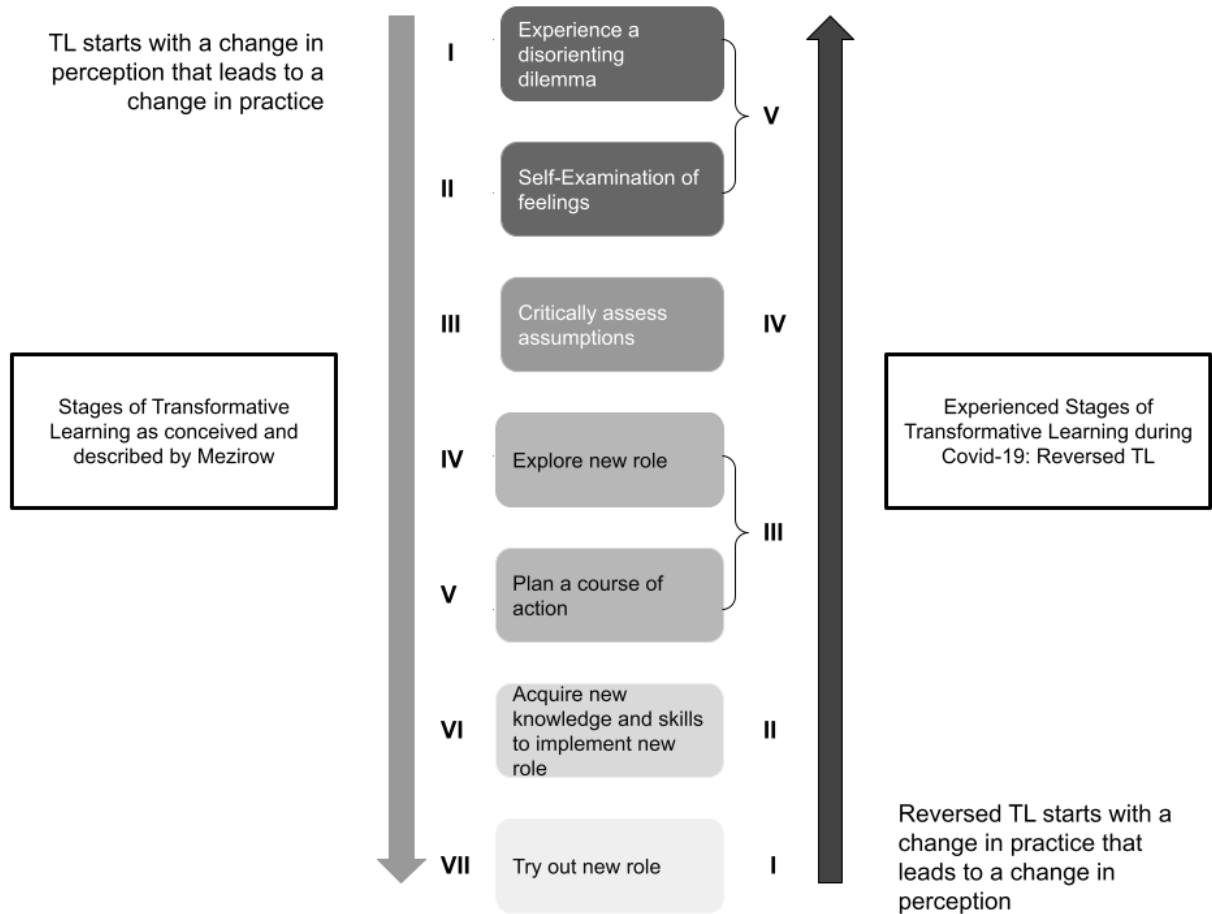 TL starts with a change in
perception that leads to a
change in practice
I
Experience a
disorienting
dilemma
V
II
Self-Examination of
feelings
III
Critically assess
assumptions
IV
Stages of Transformative
Learning as conceived and
described by Mezirow
Experienced Stages of
Transformative Learning during
Covid-19: Reversed TL
IV
Explore new role
III
V
Plan a course of
action
VI
Acquire new
knowledge and skills
to implement new
role
II
VII
Try out new role
I
Reversed TL starts with a
change in practice that
leads to a change in
perception